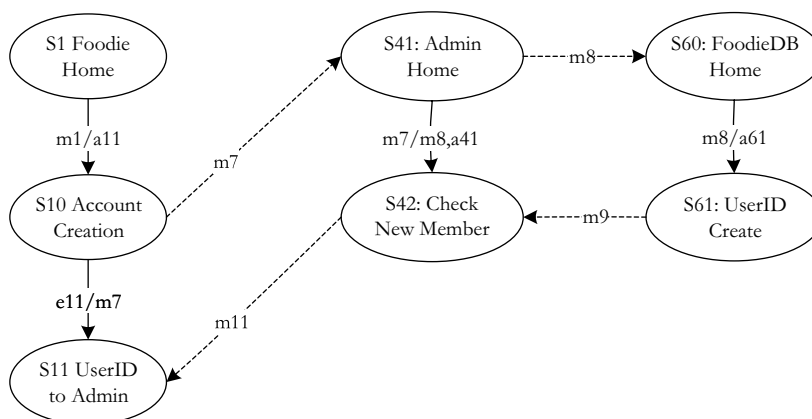 S1 Foodie
Home
S41: Admin
Home
m8
S60: FoodieDB
Home
m1/a11
m7
m7/m8,a41
m8/a61
S10 Account
Creation
S42: Check
New Member
m9
S61: UserID
Create
e11/m7
m11
S11 UserID
to Admin